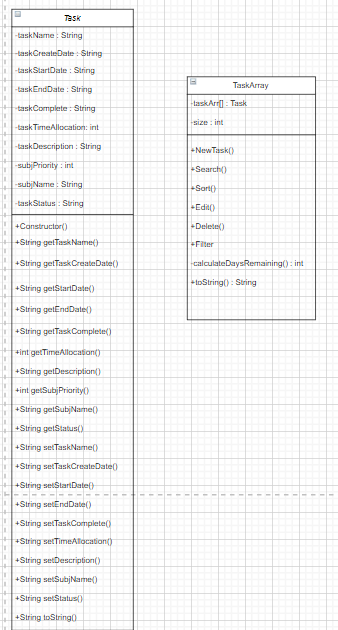 Task
-taskName : String
-taskCreateDate : String
-taskStartDate : String
-taskEndDate : String
-taskComplete : String
-taskTimeAllocation: int
-taskDescription : String
-subjPriority : int
-subjName : String
-taskStatus : String
+Constructor()
+String getTaskName()
+String getTaskCreateDate()
+String getStartDate()
+String getEndDate()
+String getTaskComplete()
+int getTimeAllocation()
+String getDescription()
+int getSubjPriority()
+String getSubjName()
+String getStatus()
+String setTaskName()
+String setTaskCreateDate()
+String setStartDate()
+String setEndDate()
+String setTaskComplete()
+String setTimeAllocation()
+String setDescription()
+String setSubjName()
+String setStatus()
+String toString()
TaskArray
-taskArr[] : Task
-size : int
+NewTask()
+Search()
+Sort()
+Edit()
+Delete()
+Filter
-calculateDaysRemaining() : int
+toString() : String